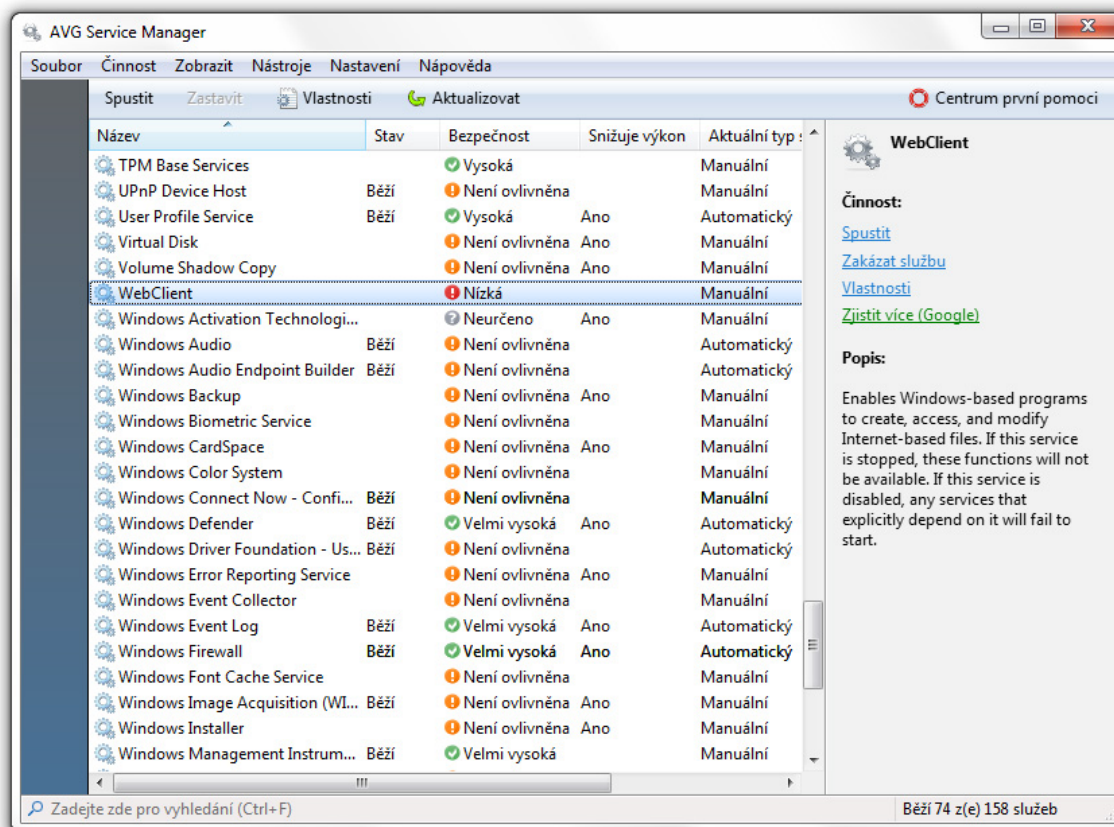 AVG Service Manager
Soubor Činnost Zobrazit Nástroje Nastavení Nápověda
Spustit Zastavit Vlastnosti Aktualizovat Centrum první pomoci
Název Stav Bezpečnost Snižuje výkon Aktuální typ s
TPM Base Services Vysoká Manuální
UPnP Device Host Běží Není ovlivněna Manuální
User Profile Service Běží Vysoká Ano Automatický
Virtual Disk Není ovlivněna Ano Manuální
Volume Shadow Copy Není ovlivněna Ano Manuální
WebClient Nízká Manuální
Windows Activation Technologi... Neurčeno Ano Manuální
Windows Audio Běží Není ovlivněna Automatický
Windows Audio Endpoint Builder Běží Není ovlivněna Automatický
Windows Backup Není ovlivněna Ano Manuální
Windows Biometric Service Není ovlivněna Manuální
Windows CardSpace Není ovlivněna Ano Manuální
Windows Color System Není ovlivněna Manuální
Windows Connect Now - Confi... Běží Není ovlivněna Manuální
Windows Defender Běží Velmi vysoká Ano Automatický
Windows Driver Foundation - Us... Běží Není ovlivněna Automatický
Windows Error Reporting Service Není ovlivněna Ano Manuální
Windows Event Collector Není ovlivněna Manuální
Windows Event Log Běží Velmi vysoká Ano Automatický
Windows Firewall Běží Velmi vysoká Ano Automatický
Windows Font Cache Service Není ovlivněna Manuální
Windows Image Acquisition (WI... Běží Není ovlivněna Ano Manuální
Windows Installer Není ovlivněna Ano Manuální
Windows Management Instrum... Běží Velmi vysoká Manuální
WebClient
Činnost:
Spustit
Zakázat službu
Vlastnosti
Zjistit více (Google)
Popis:
Enables Windows-based programs
to create, access, and modify
Internet-based files. If this service
is stopped, these functions will not
be available. If this service is
disabled, any services that
explicitly depend on it will fail to
start.
Zadejte zde pro vyhledání (Ctrl+F)
Běží 74 z(e) 158 služeb